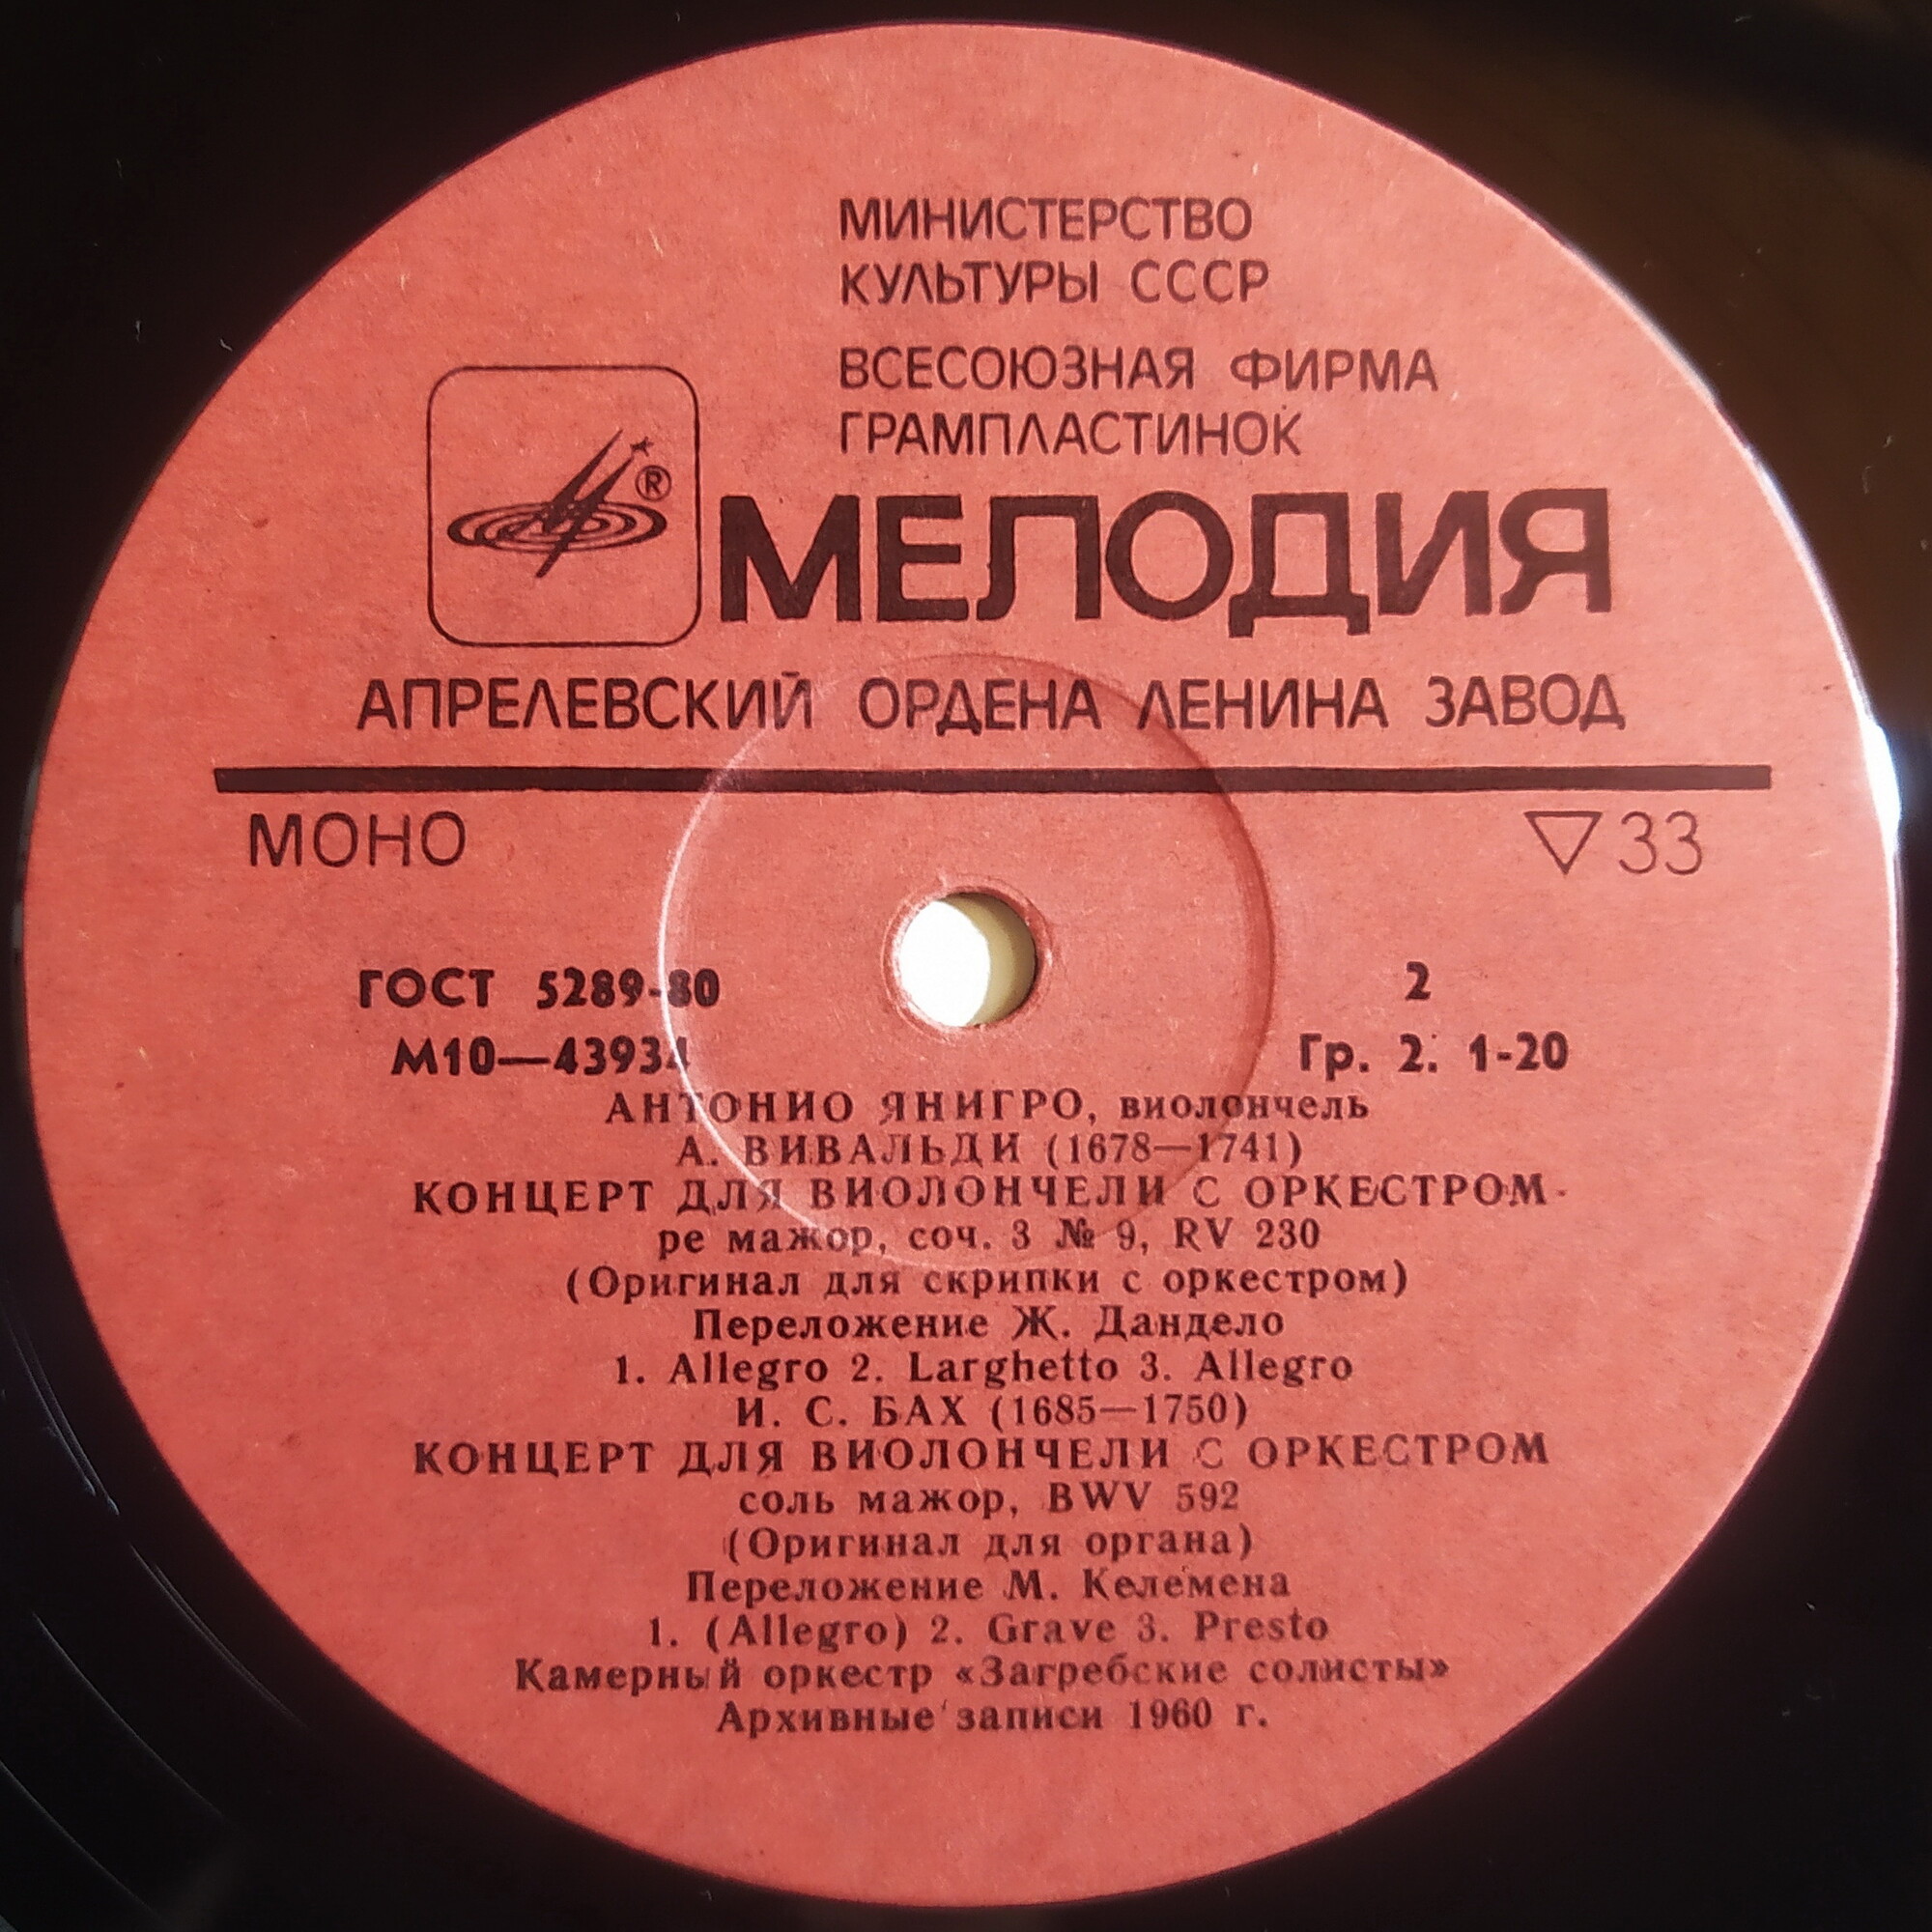 МИНИСТЕРСТВО
КУЛЬТУРЫ СССР
ВСЕСОЮЗНАЯ ФИРМА
ГРАМПЛАСТИНОК
®
МЕЛОДИЯ
АПРЕЛЕВСКИЙ ОРДЕНА ЛЕНИНА ЗАВОД
МОНО ▽ 33
ГОСТ 5289-80 2
М10—43934 Гр. 2. 1-20
АНТОНИО ЯНИГРО, виолончель
А. ВИВАЛЬДИ (1678—1741)
КОНЦЕРТ ДЛЯ ВИОЛОНЧЕЛИ С ОРКЕСТРОМ
ре мажор, соч. 3 № 9, RV 230
(Оригинал для скрипки с оркестром)
Переложение Ж. Дандело
1. Allegro 2. Larghetto 3. Allegro
И. С. БАХ (1685—1750)
КОНЦЕРТ ДЛЯ ВИОЛОНЧЕЛИ С ОРКЕСТРОМ
соль мажор, BWV 592
(Оригинал для органа)
Переложение М. Келемена
1. (Allegro) 2. Grave 3. Presto
Камерный оркестр «Загребские солисты»
Архивные записи 1960 г.